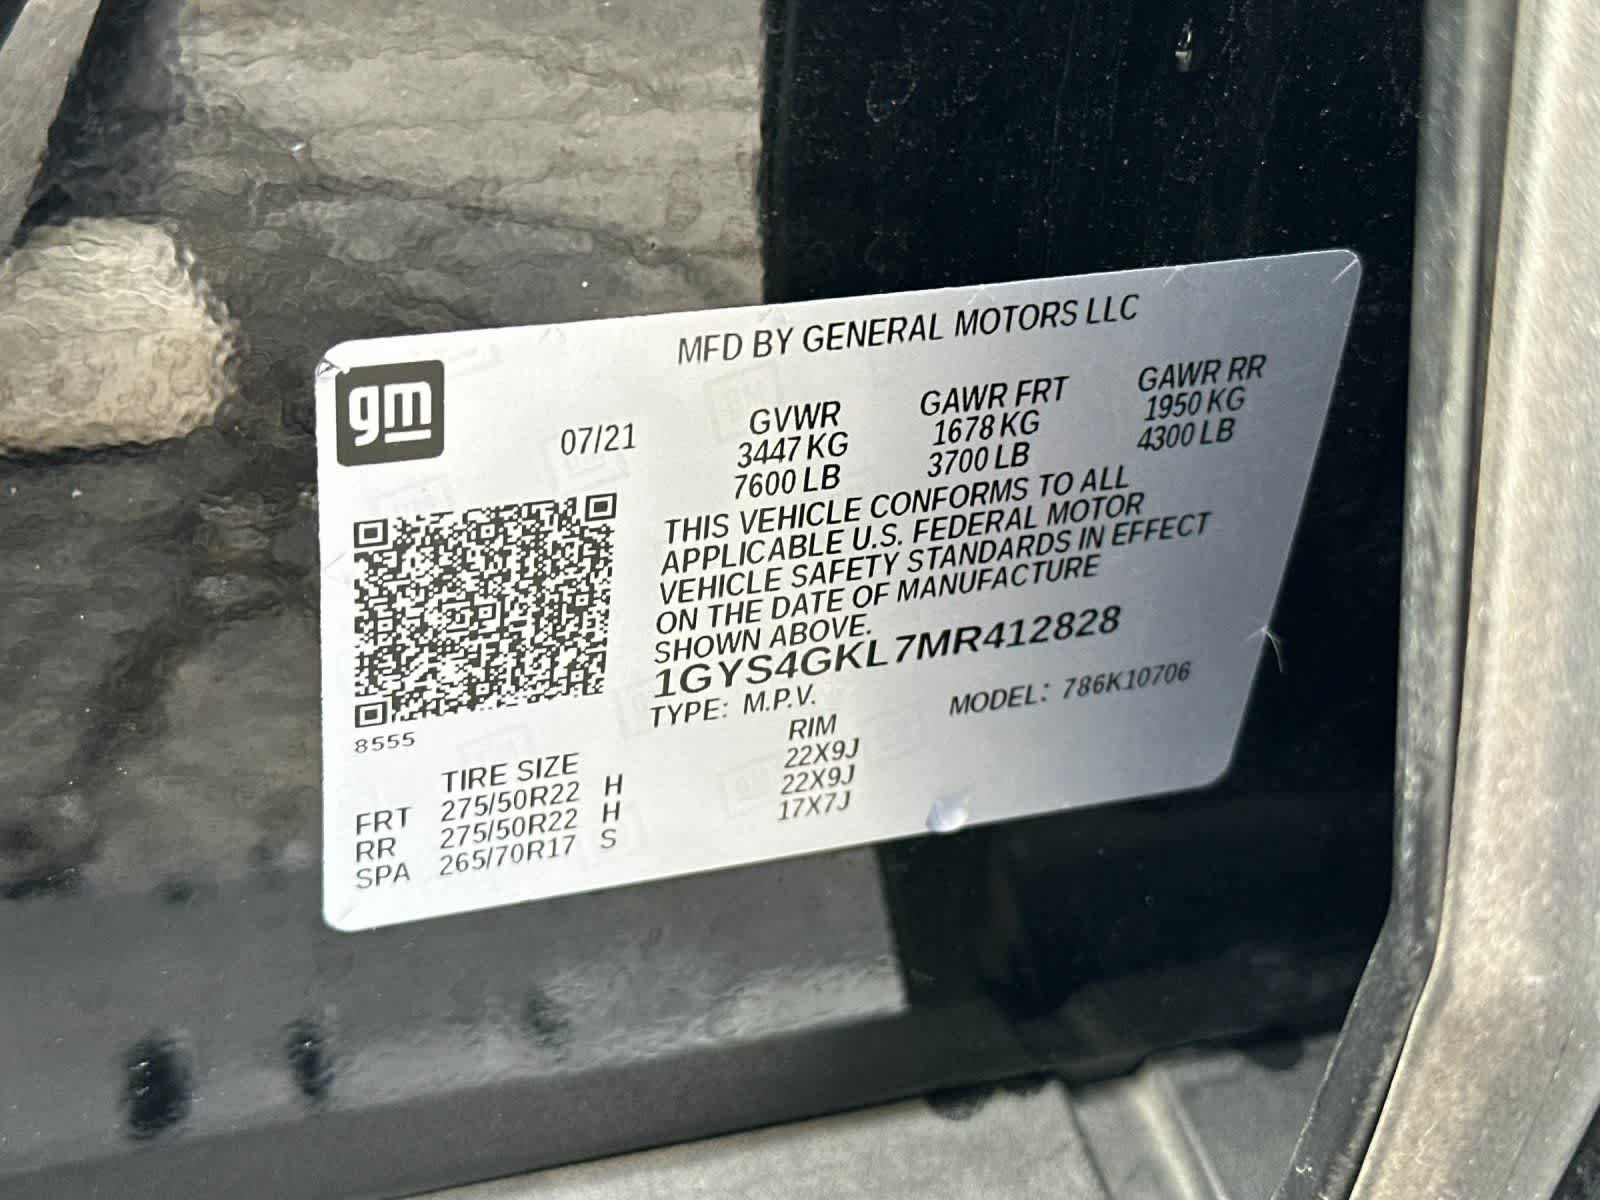 MFD BY GENERAL MOTORS LLC
gm
07/21
GVWR
3447 KG
7600 LB
GAWR FRT
1678 KG
3700 LB
GAWR RR
1950 KG
4300 LB
THIS VEHICLE CONFORMS TO ALL
APPLICABLE U.S. FEDERAL MOTOR
VEHICLE SAFETY STANDARDS IN EFFECT
ON THE DATE OF MANUFACTURE
SHOWN ABOVE.
1GYS4GKL7MR412828
TYPE: M.P.V.
MODEL: 786K10706
8555
TIRE SIZE RIM
FRT 275/50R22 H 22X9J
RR 275/50R22 H 22X9J
SPA 265/70R17 S 17X7J